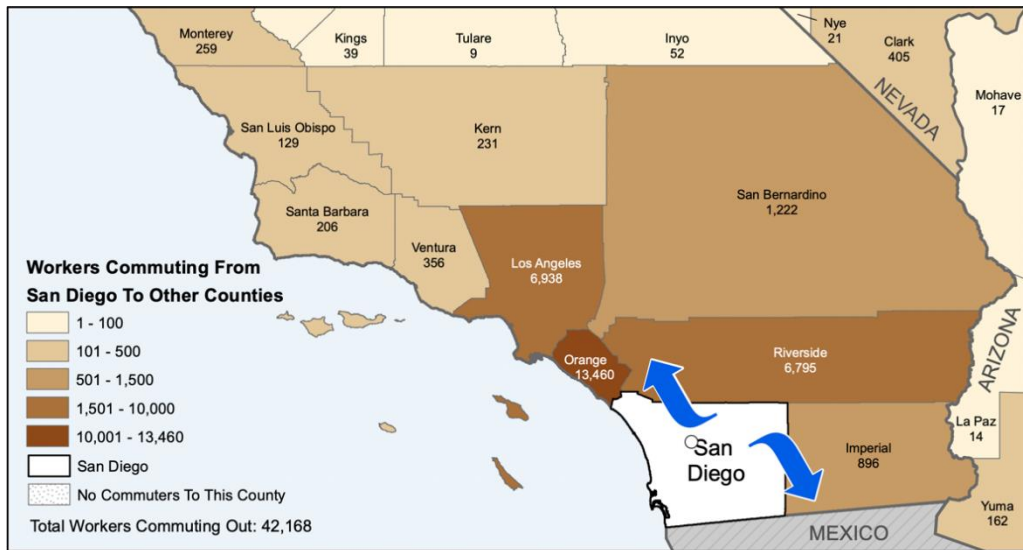 Monterey
259
Kings
39
Tulare
9
Inyo
52
Nye
21
Clark
405
NEVADA
Mohave
17
San Luis Obispo
129
Kern
231
San Bernardino
1,222
Santa Barbara
206
Ventura
356
Los Angeles
6,938
Orange
13,460
Riverside
6,795
ARIZONA
La Paz
14
San
Diego
Imperial
896
Yuma
162
MEXICO
Workers Commuting From
San Diego To Other Counties
1 - 100
101 - 500
501 - 1,500
1,501 - 10,000
10,001 - 13,460
San Diego
No Commuters To This County
Total Workers Commuting Out: 42,168